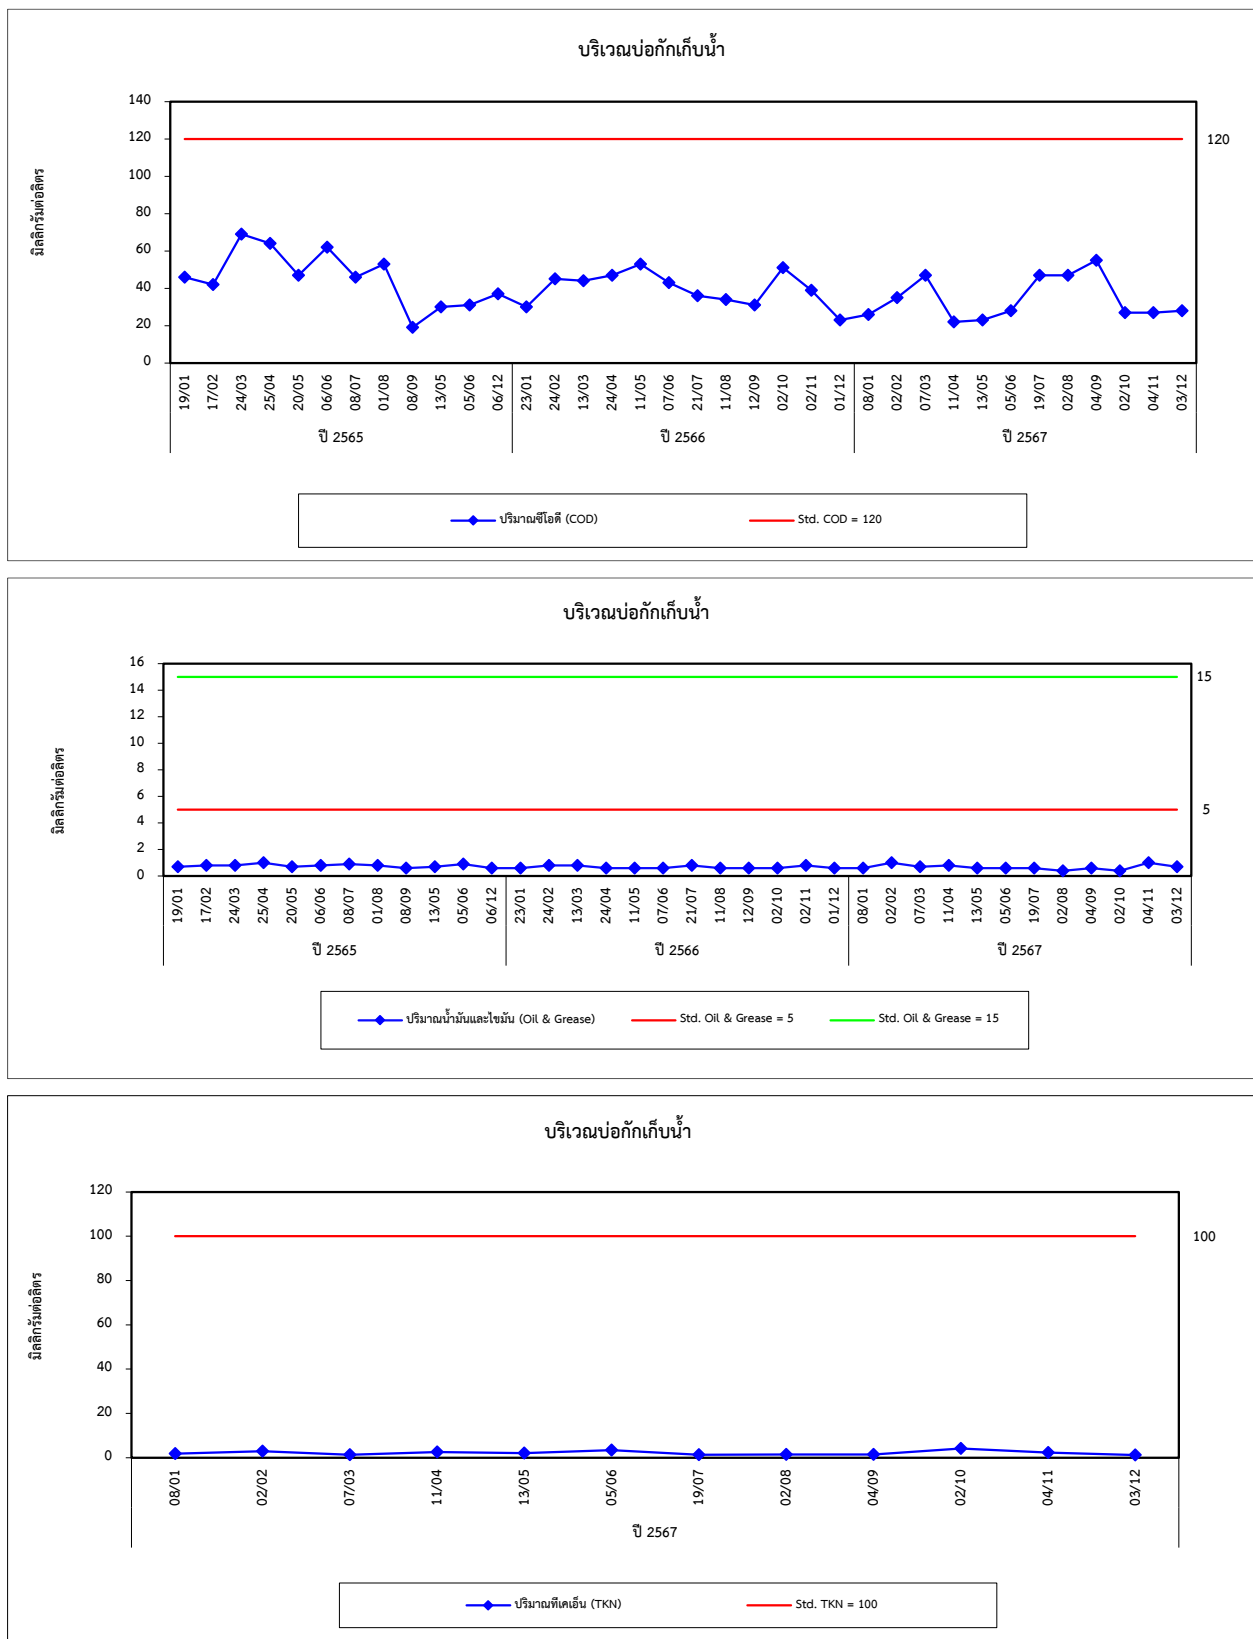 บริเวณบ่อกักเก็บน้ำ
มิลลิกรัมต่อลิตร
140
120
100
80
60
40
20
0
120
19/01 17/02 24/03 25/04 20/05 06/06 08/07 01/08 08/09 13/05 05/06 06/12 23/01 24/02 13/03 24/04 11/05 07/06 21/07 11/08 12/09 02/10 02/11 01/12 08/01 02/02 07/03 11/04 13/05 05/06 19/07 02/08 04/09 02/10 04/11 03/12
ปี 2565 ปี 2566 ปี 2567
ปริมาณซีโอดี (COD) Std. COD = 120
บริเวณบ่อกักเก็บน้ำ
มิลลิกรัมต่อลิตร
16
14
12
10
8
6
4
2
0
15
5
19/01 17/02 24/03 25/04 20/05 06/06 08/07 01/08 08/09 13/05 05/06 06/12 23/01 24/02 13/03 24/04 11/05 07/06 21/07 11/08 12/09 02/10 02/11 01/12 08/01 02/02 07/03 11/04 13/05 05/06 19/07 02/08 04/09 02/10 04/11 03/12
ปี 2565 ปี 2566 ปี 2567
ปริมาณน้ำมันและไขมัน (Oil & Grease) Std. Oil & Grease = 5 Std. Oil & Grease = 15
บริเวณบ่อกักเก็บน้ำ
มิลลิกรัมต่อลิตร
120
100
80
60
40
20
0
100
08/01 02/02 07/03 11/04 13/05 05/06 19/07 02/08 04/09 02/10 04/11 03/12
ปี 2567
ปริมาณทีเคเอ็น (TKN) Std. TKN = 100